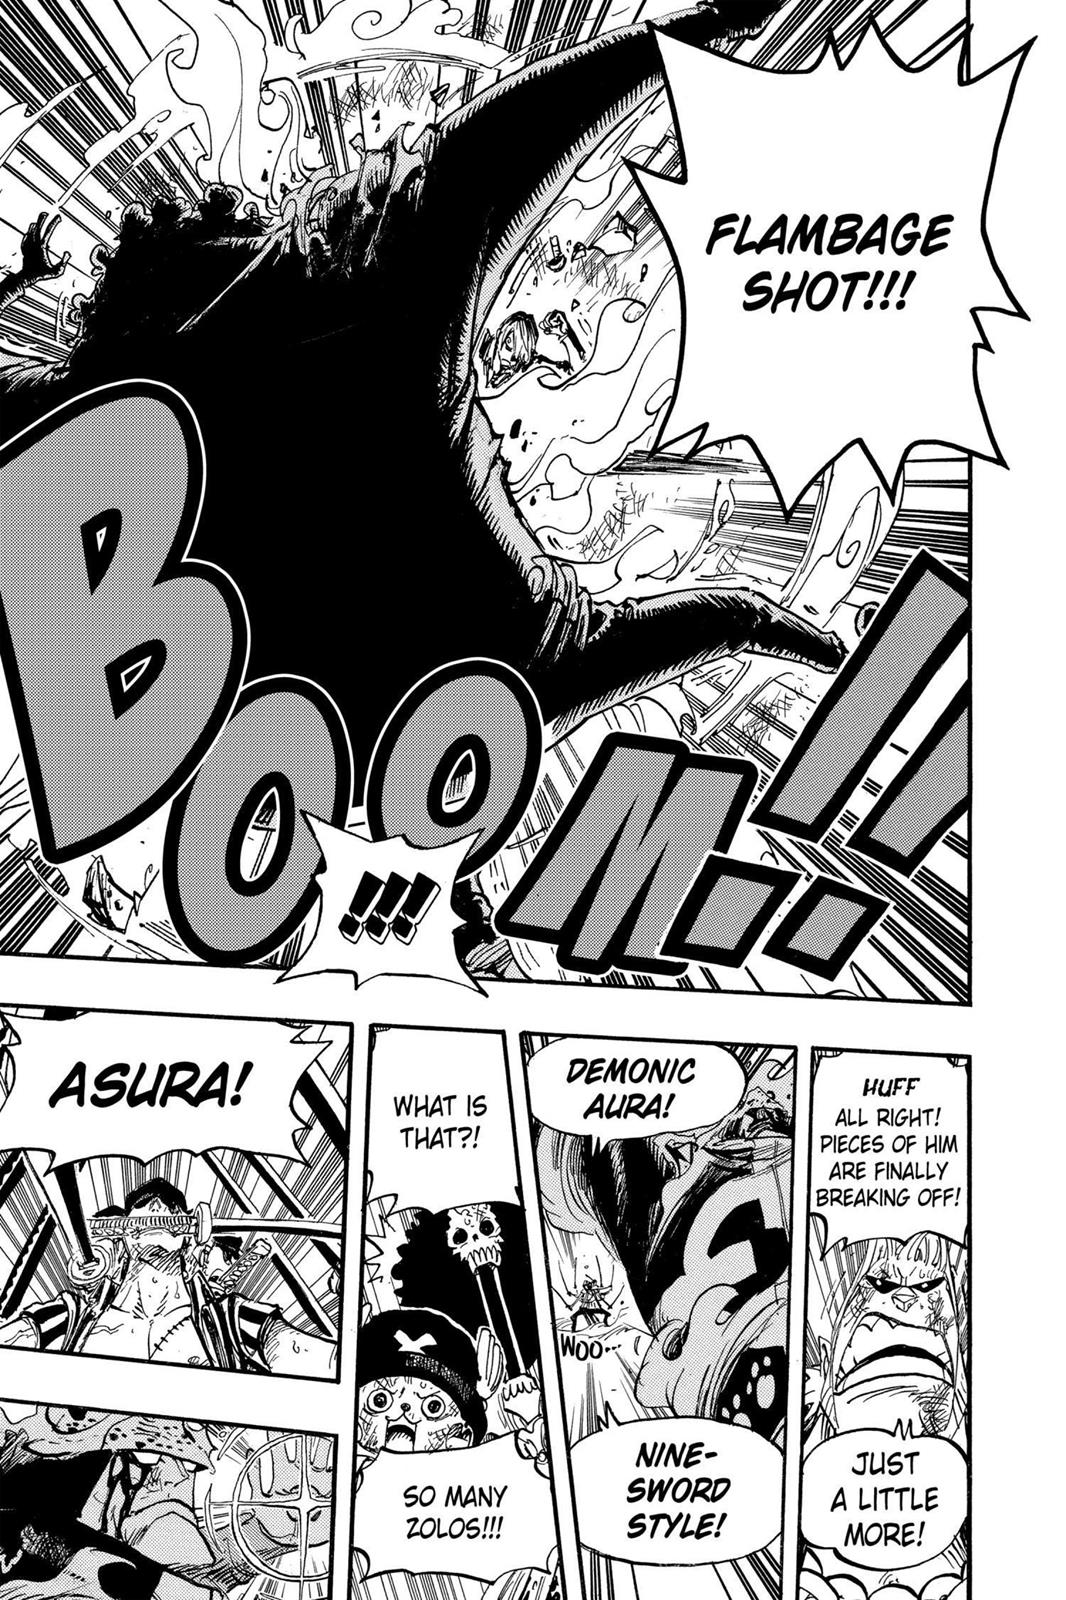 FLAMBAGE
SHOT!!!
BOOM!!
!!!
HUFF
ALL RIGHT!
PIECES OF HIM
ARE FINALLY
BREAKING OFF!
JUST
A LITTLE
MORE!
DEMONIC
AURA!
WOO...
NINE-
SWORD
STYLE!
WHAT IS
THAT?!
SO MANY
ZOLOS!!!
ASURA!